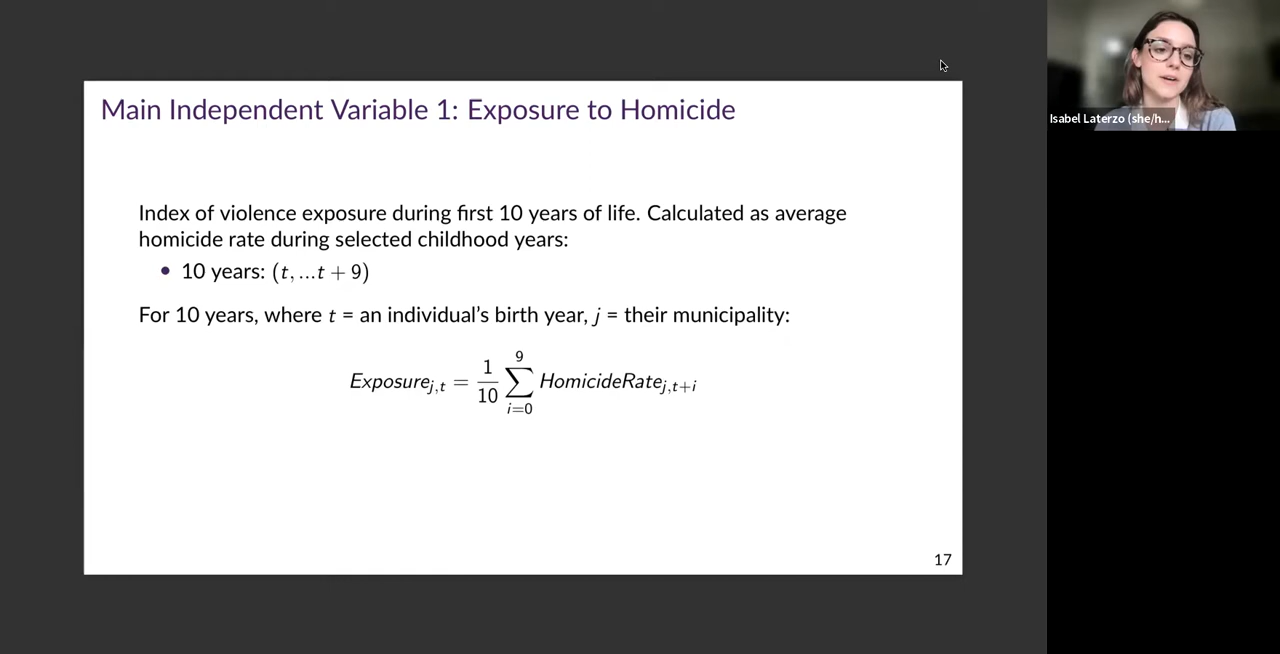 Main Independent Variable 1: Exposure to Homicide
Index of violence exposure during first 10 years of life. Calculated as average
homicide rate during selected childhood years:
• 10 years: (t, ...t + 9)
For 10 years, where t = an individual's birth year, j = their municipality:
Exposure_{j,t} = \frac{1}{10} \sum_{i=0}^{9} HomicideRate_{j,t+i}
17
Isabel Laterzo (she/h...